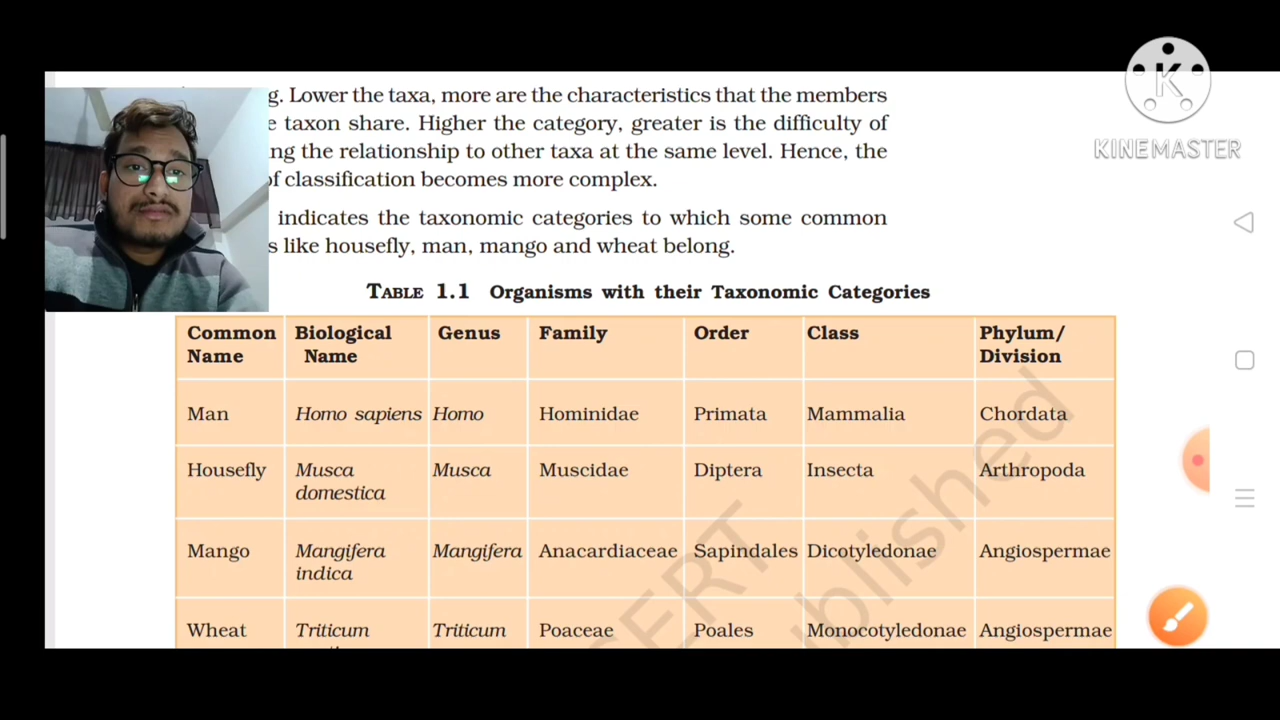 g. Lower the taxa, more are the characteristics that the members
e taxon share. Higher the category, greater is the difficulty of
ng the relationship to other taxa at the same level. Hence, the
of classification becomes more complex.
indicates the taxonomic categories to which some common
s like housefly, man, mango and wheat belong.
TABLE 1.1 Organisms with their Taxonomic Categories
Common Name Biological Name Genus Family Order Class Phylum/ Division
Man Homo sapiens Homo Hominidae Primata Mammalia Chordata
Housefly Musca domestica Musca Muscidae Diptera Insecta Arthropoda
Mango Mangifera indica Mangifera Anacardiaceae Sapindales Dicotyledonae Angiospermae
Wheat Triticum Triticum Poaceae Poales Monocotyledonae Angiospermae
K
KINEMASTER